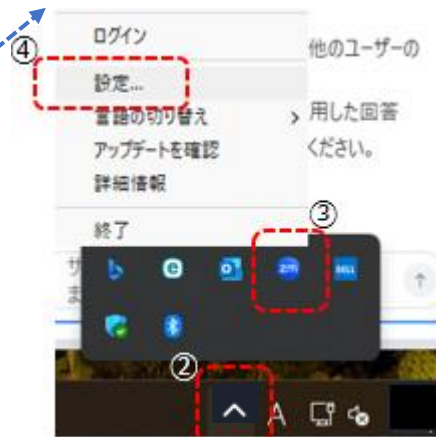 ④
ログイン
他のユーザーの
設定...
言語の切り替え
用した回答
アップデートを確認
ください。
詳細情報
終了
③
サ
ま
zm
DELL
②
A